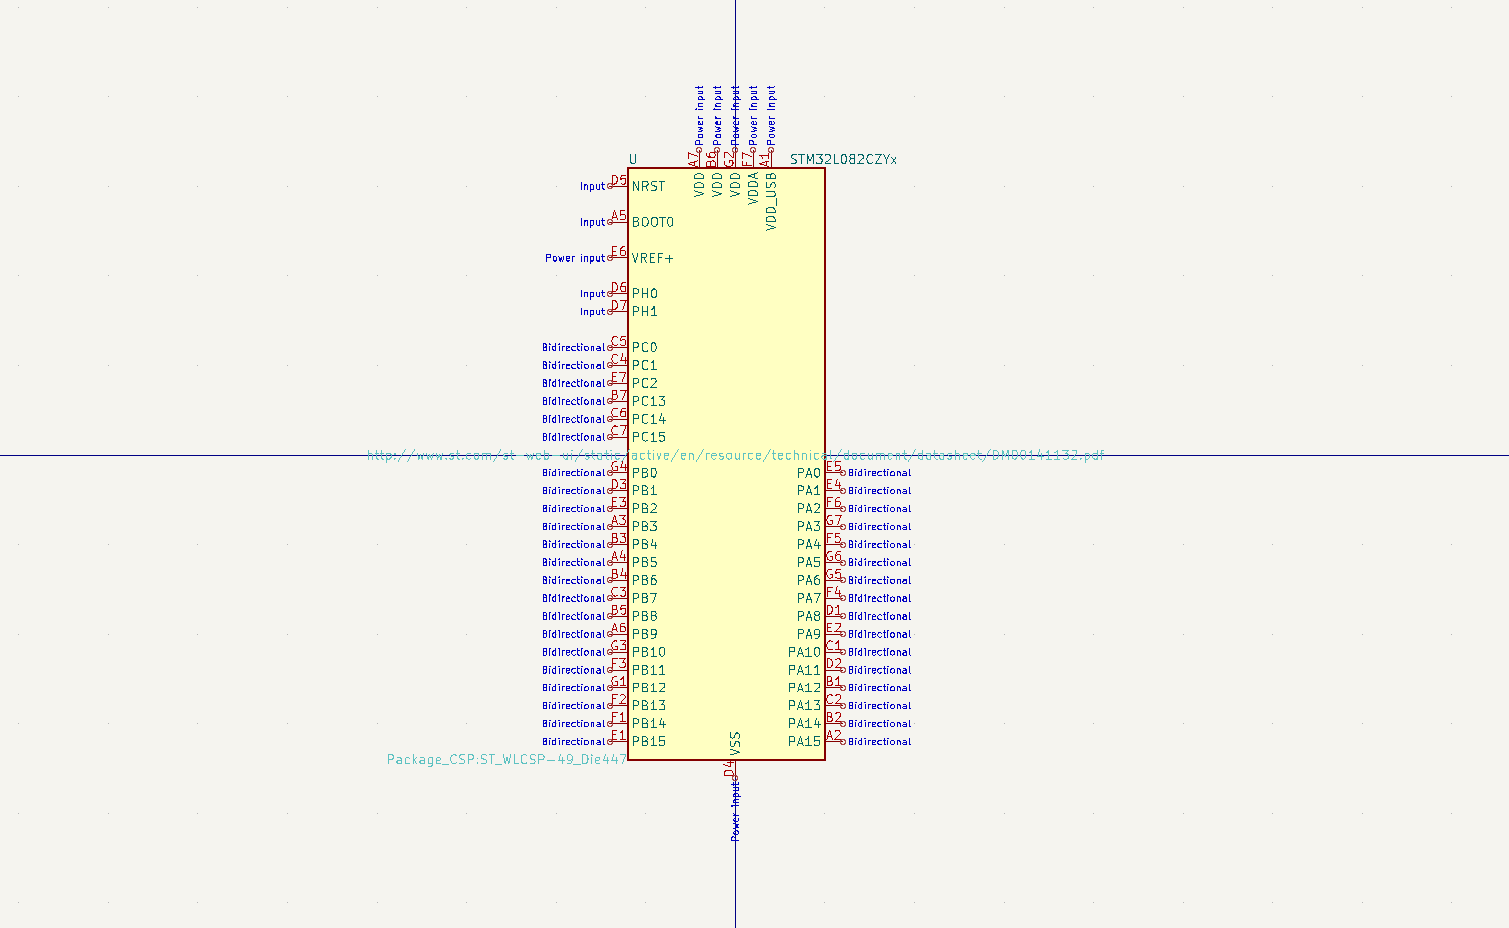 Power input Power input Power input Power input Power input
A7 B6 G2 F7 A1
U STM32L082CZYx
VDD VDD VDD VDDA VDD_USB
Input D5 NRST
Input A5 BOOT0
Power input E6 VREF+
Input D6 PH0
Input D7 PH1
Bidirectional C5 PC0
Bidirectional C4 PC1
Bidirectional E7 PC2
Bidirectional B7 PC13
Bidirectional C6 PC14
Bidirectional C7 PC15
http://www.st.com/st-web-ui/static/active/en/resource/technical/document/datasheet/DM00141132.pdf
Bidirectional G4 PB0 PA0 E5 Bidirectional
Bidirectional D3 PB1 PA1 E4 Bidirectional
Bidirectional E3 PB2 PA2 F6 Bidirectional
Bidirectional A3 PB3 PA3 G7 Bidirectional
Bidirectional B3 PB4 PA4 F5 Bidirectional
Bidirectional A4 PB5 PA5 G6 Bidirectional
Bidirectional B4 PB6 PA6 G5 Bidirectional
Bidirectional C3 PB7 PA7 F4 Bidirectional
Bidirectional B5 PB8 PA8 D1 Bidirectional
Bidirectional A6 PB9 PA9 E2 Bidirectional
Bidirectional G3 PB10 PA10 C1 Bidirectional
Bidirectional F3 PB11 PA11 D2 Bidirectional
Bidirectional G1 PB12 PA12 B1 Bidirectional
Bidirectional F2 PB13 PA13 C2 Bidirectional
Bidirectional F1 PB14 PA14 B2 Bidirectional
Bidirectional E1 PB15 PA15 A2 Bidirectional
VSS
Package_CSP:ST_WLCSP-49_Die447
D4
Power input